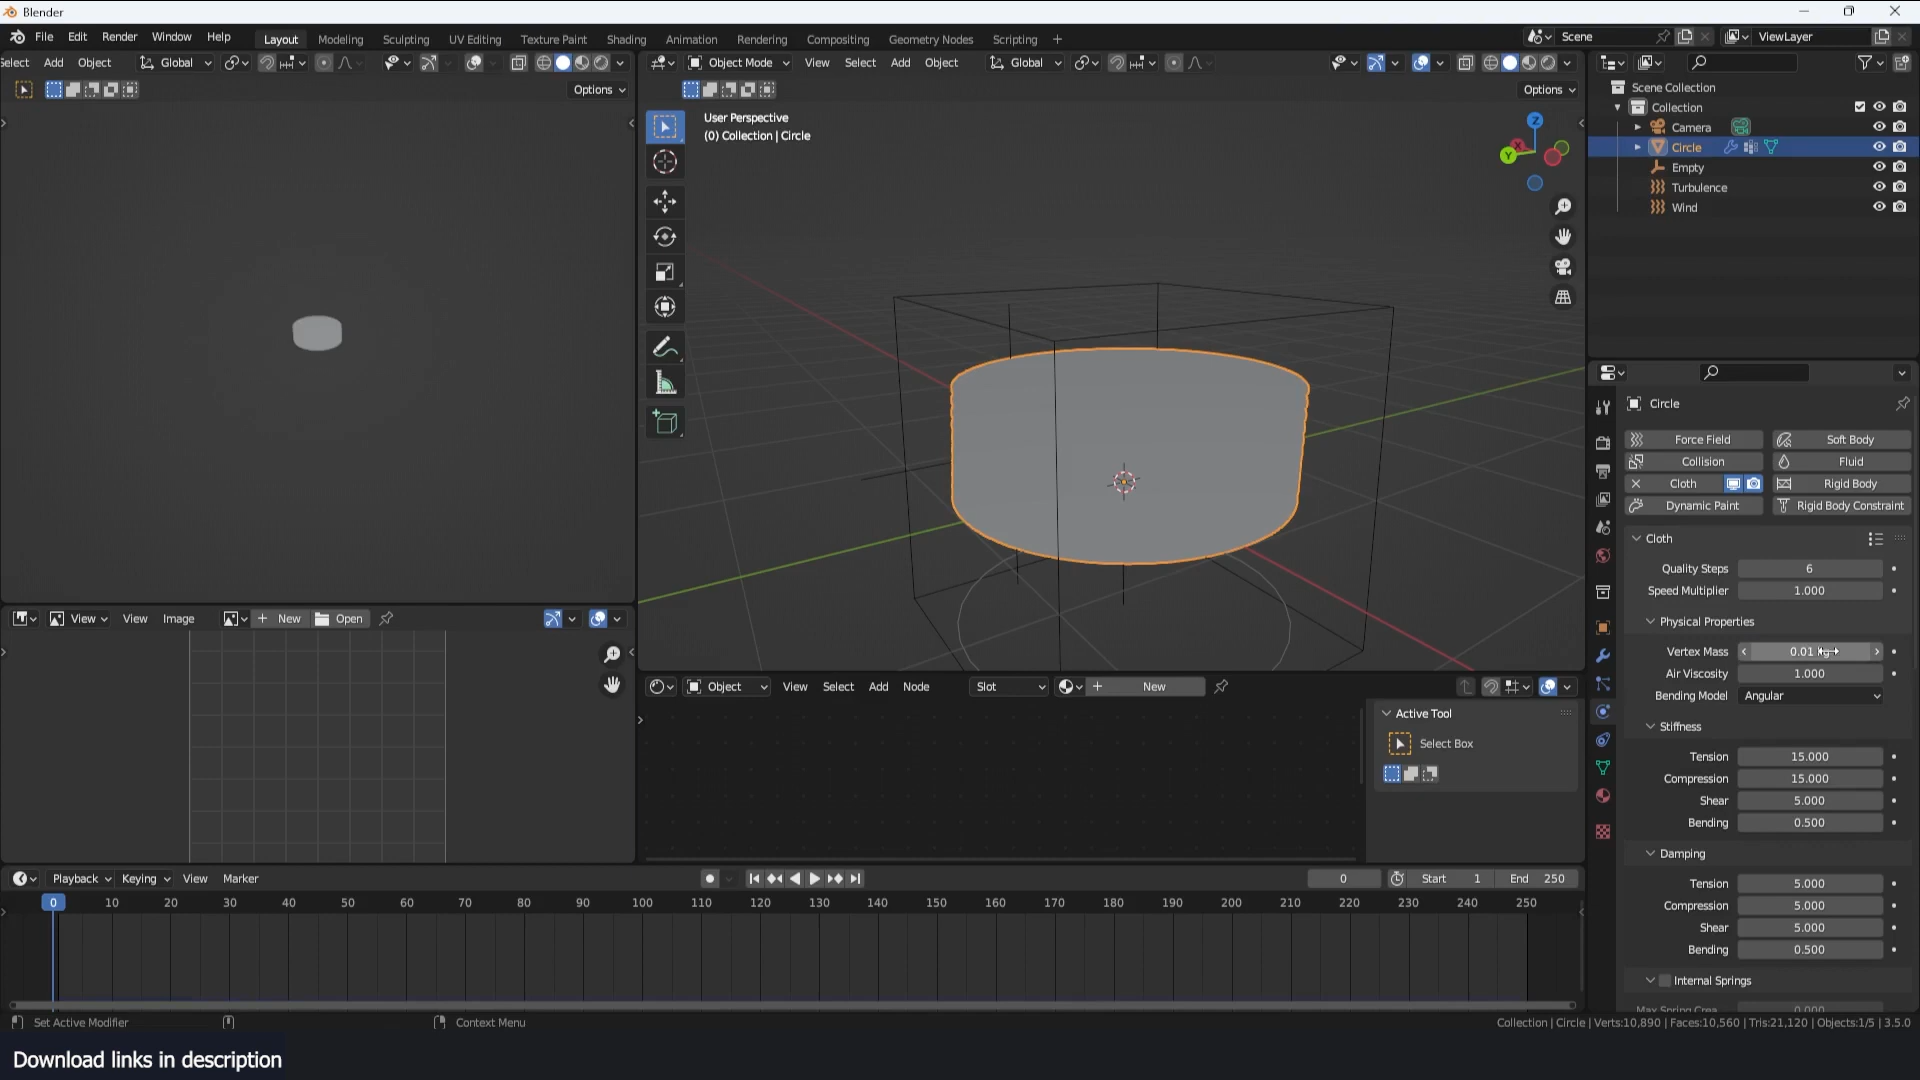 Blender
File Edit Render Window Help
Layout Modeling Sculpting UV Editing Texture Paint Shading Animation Rendering Compositing Geometry Nodes Scripting +
Scene
ViewLayer
elect Add Object Global
Options
Object Mode View Select Add Object Global
Options
User Perspective
(0) Collection | Circle
Z
X
Y
Scene Collection
Collection
Camera
Circle
Empty
Turbulence
Wind
Circle
Force Field Soft Body
Collision Fluid
Cloth Rigid Body
Dynamic Paint Rigid Body Constraint
Cloth
Quality Steps 6
Speed Multiplier 1.000
Physical Properties
Vertex Mass 0.01
Air Viscosity 1.000
Bending Model Angular
Stiffness
Tension 15.000
Compression 15.000
Shear 5.000
Bending 0.500
Damping
Tension 5.000
Compression 5.000
Shear 5.000
Bending 0.500
Internal Springs
View View Image + New Open
Object View Select Add Node Slot + New
Active Tool
Select Box
Playback Keying View Marker
0 Start 1 End 250
0 10 20 30 40 50 60 70 80 90 100 110 120 130 140 150 160 170 180 190 200 210 220 230 240 250
Set Active Modifier Context Menu
Collection | Circle | Verts:10,890 | Faces:10,560 | Tris:21,120 | Objects:1/5 | 3.5.0
Download links in description